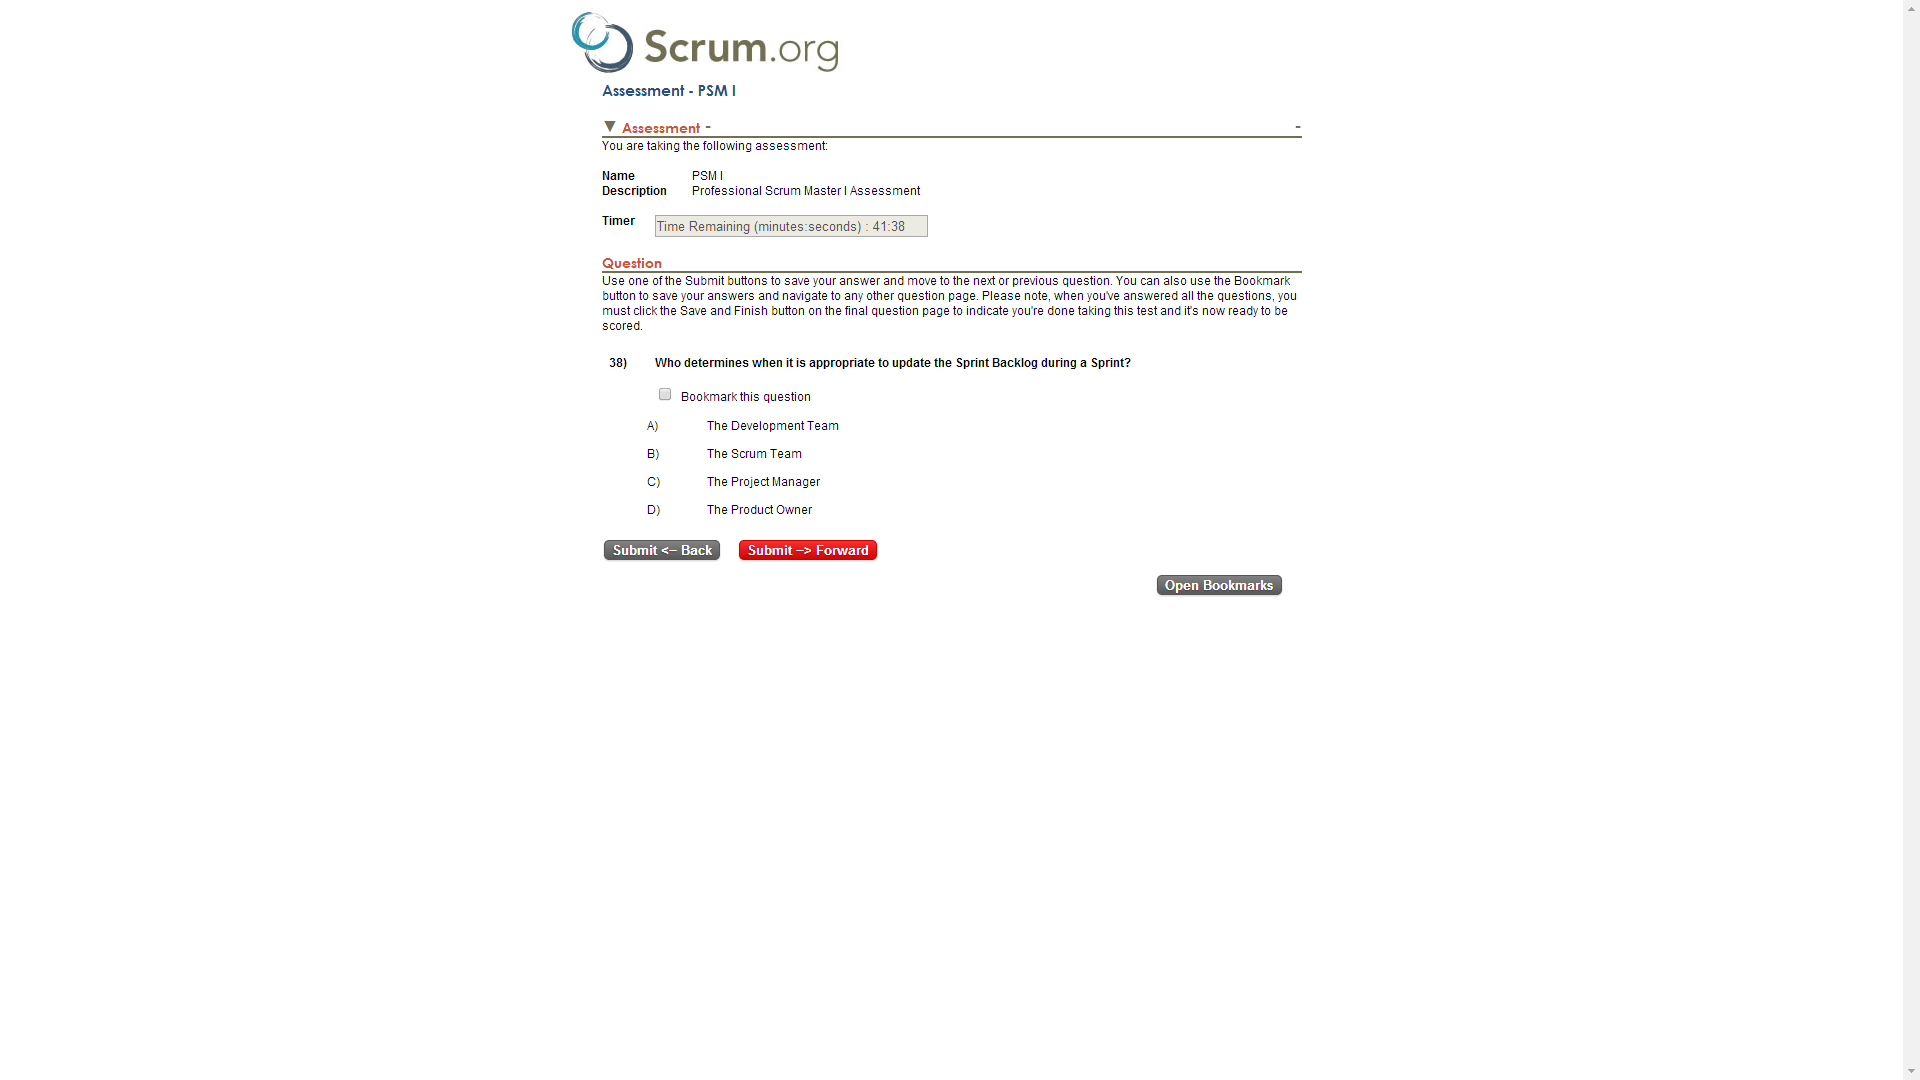 Scrum.org
Assessment - PSM I
▼ Assessment - -
You are taking the following assessment:
Name PSM I
Description Professional Scrum Master I Assessment
Timer Time Remaining (minutes:seconds) : 41:38
Question
Use one of the Submit buttons to save your answer and move to the next or previous question. You can also use the Bookmark
button to save your answers and navigate to any other question page. Please note, when you've answered all the questions, you
must click the Save and Finish button on the final question page to indicate you're done taking this test and it's now ready to be
scored.
38) Who determines when it is appropriate to update the Sprint Backlog during a Sprint?
Bookmark this question
A) The Development Team
B) The Scrum Team
C) The Project Manager
D) The Product Owner
Submit <-- Back Submit --> Forward
Open Bookmarks